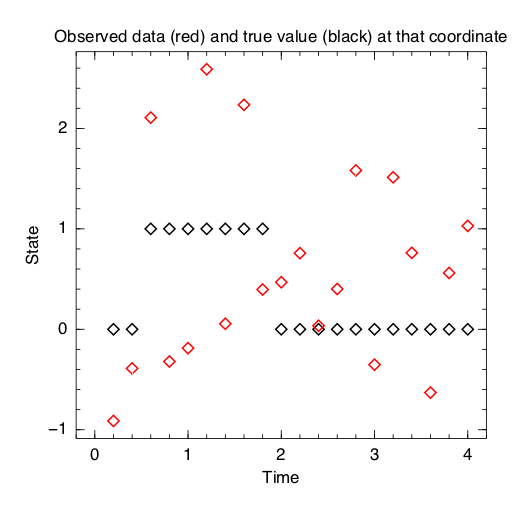 Observed data (red) and true value (black) at that coordinate
2
1
0
−1
State
0 1 2 3 4
Time